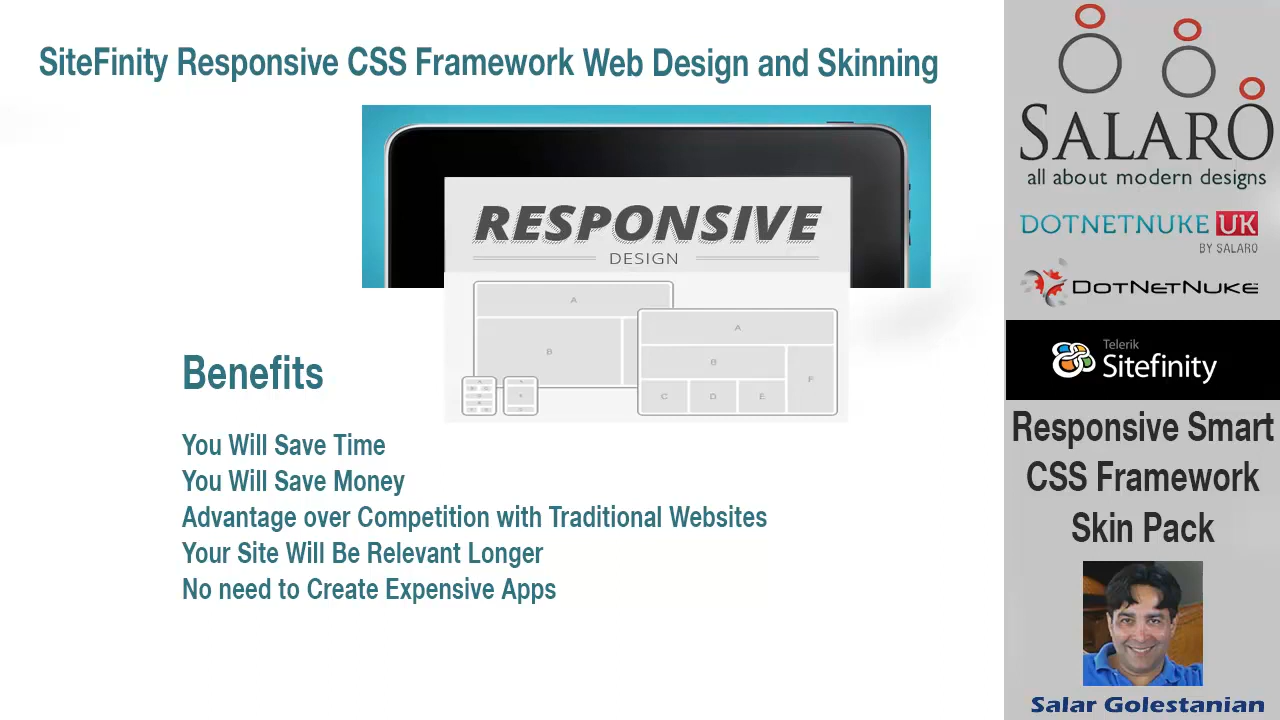 SiteFinity Responsive CSS Framework Web Design and Skinning
RESPONSIVE
DESIGN
A
B
A
B
F
C D E
Benefits
You Will Save Time
You Will Save Money
Advantage over Competition with Traditional Websites
Your Site Will Be Relevant Longer
No need to Create Expensive Apps
SALARO
all about modern designs
DOTNETNUKE UK
BY SALARO
DOTNETNUKE
Telerik
Sitefinity
Responsive Smart
CSS Framework
Skin Pack
Salar Golestanian